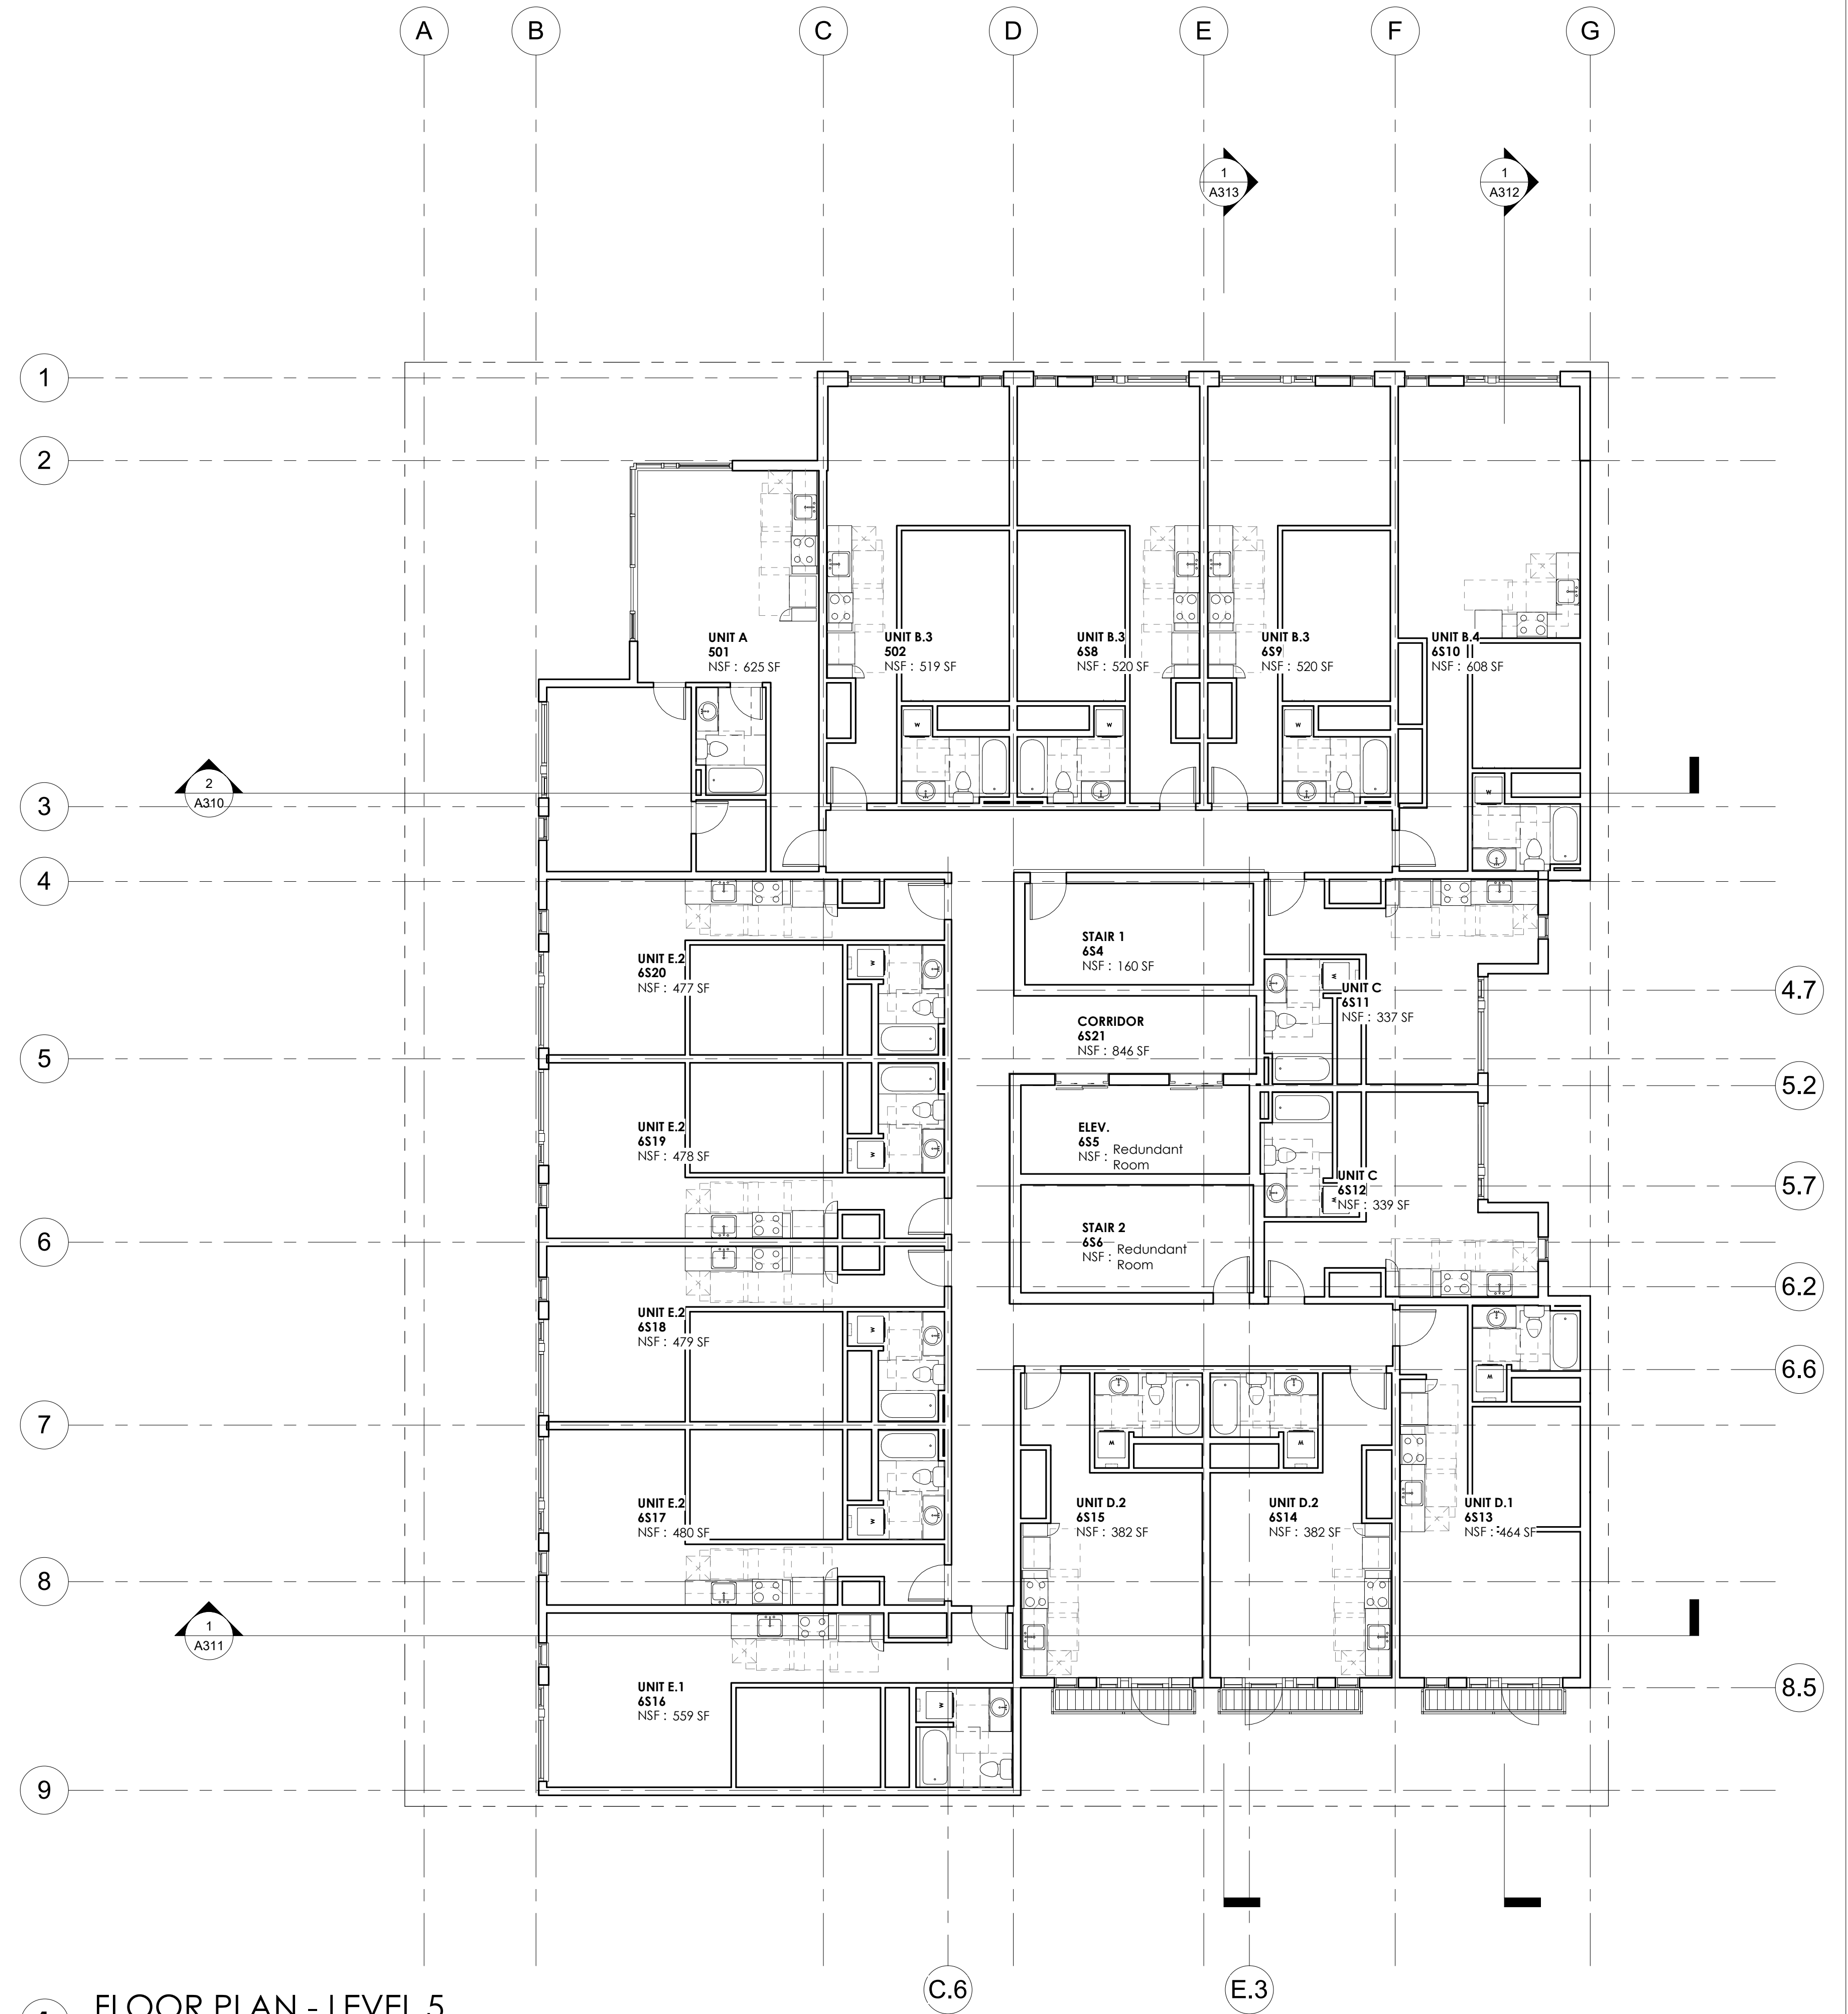 A B C D E F G
1
A313
1
A312
1
2
UNIT A
501
NSF : 625 SF
UNIT B.3
502
NSF : 519 SF
UNIT B.3
6S8
NSF : 520 SF
UNIT B.3
6S9
NSF : 520 SF
UNIT B.4
6S10
NSF : 608 SF
W
W
W
W
2
A310
3
4
STAIR 1
6S4
NSF : 160 SF
UNIT E.2
6S20
NSF : 477 SF
W
W
UNIT C
6S11
NSF : 337 SF
4.7
CORRIDOR
6S21
NSF : 846 SF
5
5.2
UNIT E.2
6S19
NSF : 478 SF
W
ELEV.
6S5
NSF : Redundant
Room
UNIT C
6S12
NSF : 339 SF
W
5.7
STAIR 2
6S6
NSF : Redundant
Room
6
6.2
UNIT E.2
6S18
NSF : 479 SF
W
6.6
W
W
W
7
UNIT E.2
6S17
NSF : 480 SF
W
UNIT D.2
6S15
NSF : 382 SF
UNIT D.2
6S14
NSF : 382 SF
UNIT D.1
6S13
NSF : 464 SF
8
1
A311
UNIT E.1
6S16
NSF : 559 SF
W
8.5
9
C.6 E.3
FLOOR PLAN - LEVEL 5